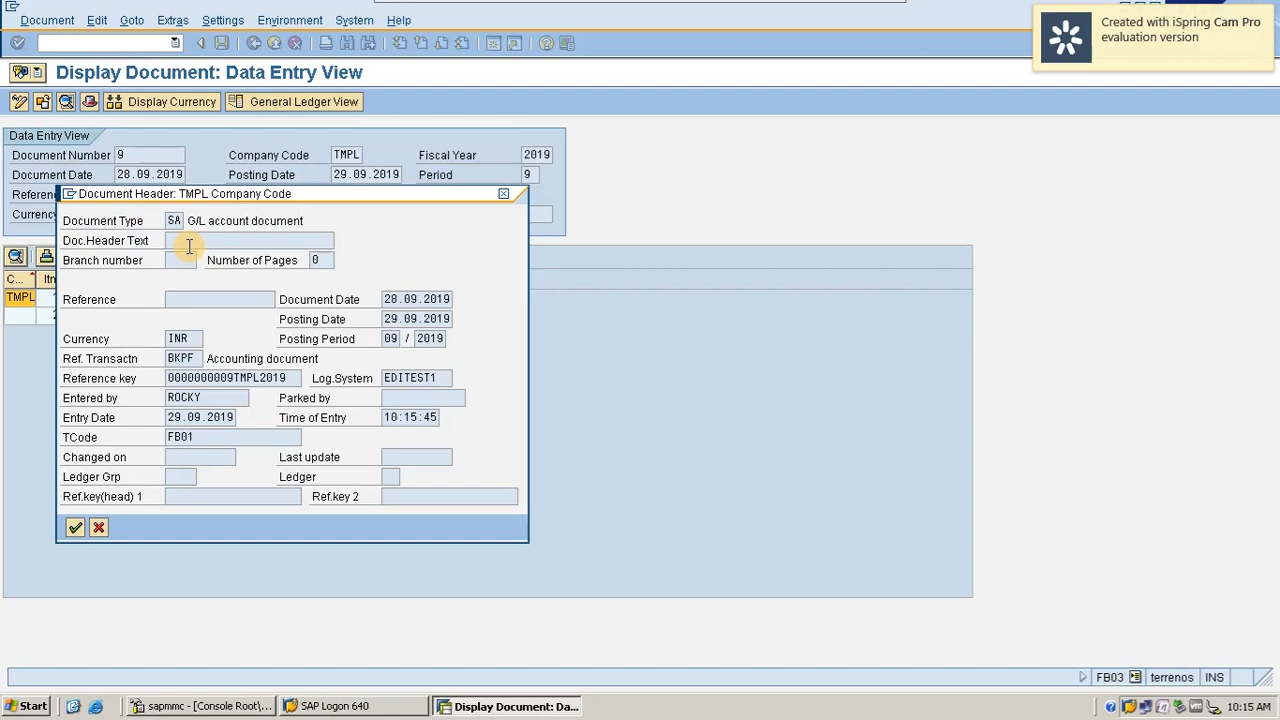 Document Edit Goto Extras Settings Environment System Help
Created with iSpring Cam Pro
evaluation version
Display Document: Data Entry View
Display Currency General Ledger View
Data Entry View
Document Number 9 Company Code TMPL Fiscal Year 2019
Document Date 28.09.2019 Posting Date 29.09.2019 Period 9
Document Header: TMPL Company Code
Document Type SA G/L account document
Doc.Header Text
Branch number Number of Pages 0
Reference Document Date 28.09.2019
Posting Date 29.09.2019
Currency INR Posting Period 09 / 2019
Ref. Transactn BKPF Accounting document
Reference key 0000000009TMPL2019 Log.System EDITEST1
Entered by ROCKY Parked by
Entry Date 29.09.2019 Time of Entry 10:15:45
TCode FB01
Changed on Last update
Ledger Grp Ledger
Ref.key(head) 1 Ref.key 2
C... Itn
TMPL
FB03 terrenos INS
Start sapmmc - [Console Root\... SAP Logon 640 Display Document: Da... 10:15 AM